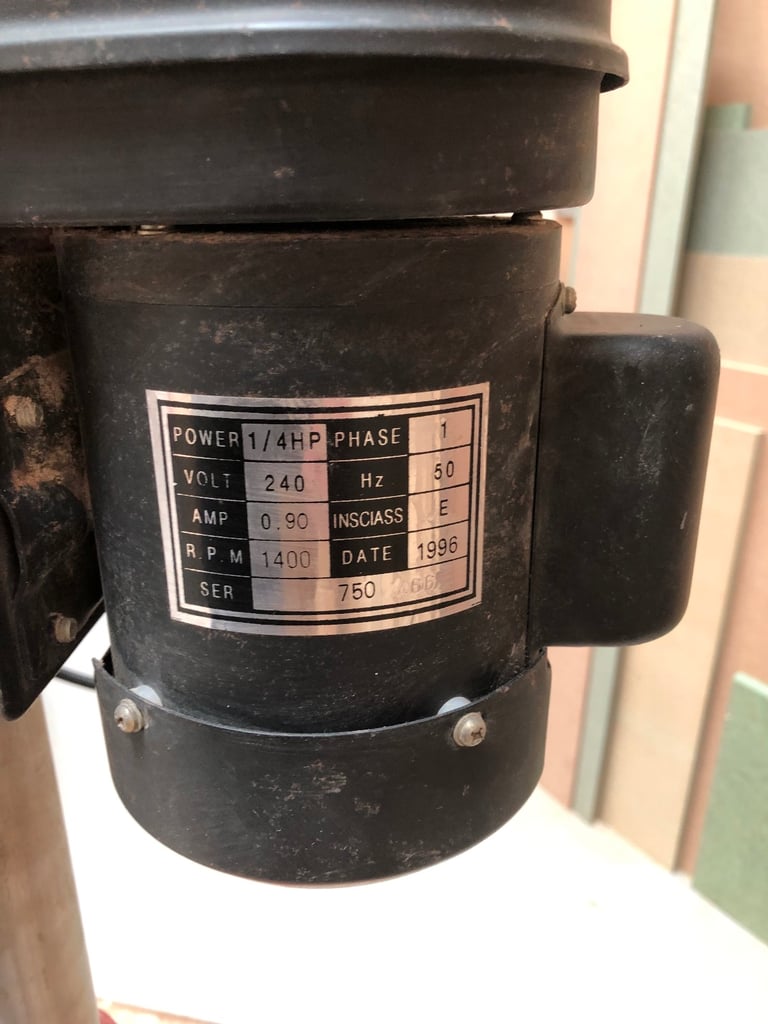 POWER 1/4HP PHASE 1
VOLT 240 Hz 50
AMP 0.90 INSCIASS E
R.P.M 1400 DATE 1996
SER 750